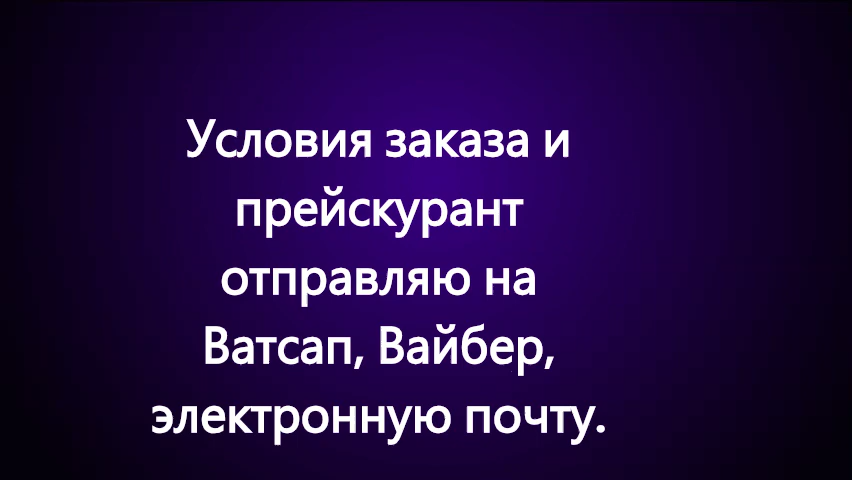 Условия заказа и
прейскурант
отправляю на
Ватсап, Вайбер,
электронную почту.